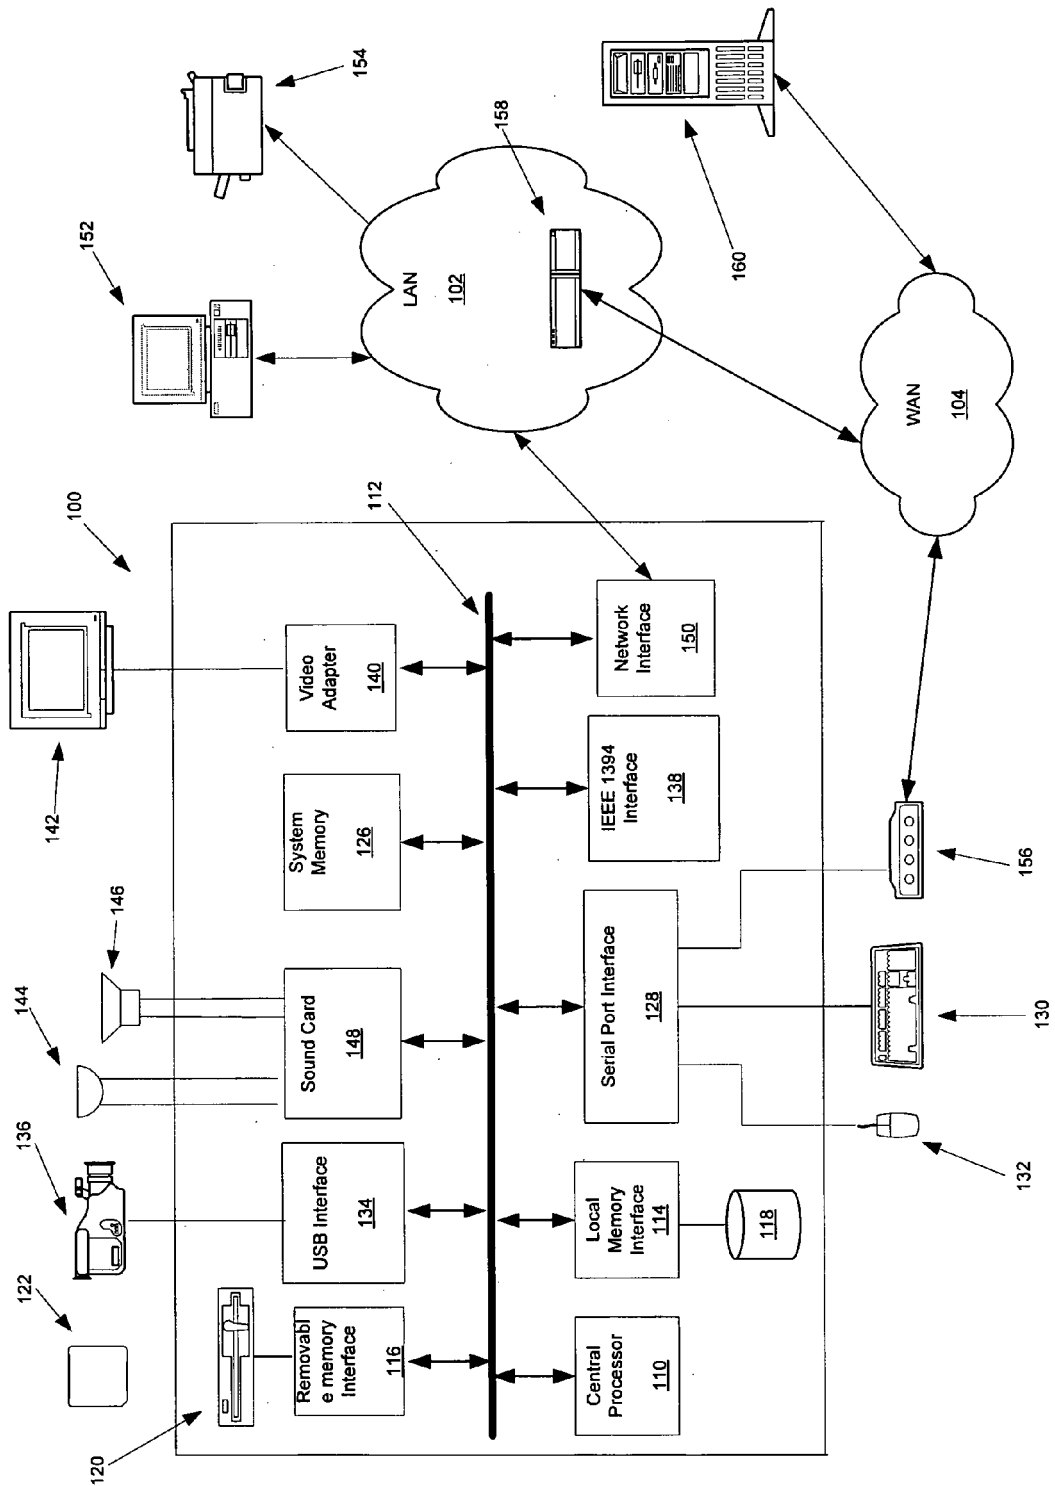 122
136
144
146
142
100
152
154
120
Removabl
e memory
Interface
116
USB Interface
134
Sound Card
148
System
Memory
126
Video
Adapter
140
112
LAN
102
158
Central
Processor
110
Local
Memory
Interface
114
118
Serial Port Interface
128
IEEE 1394
Interface
138
Network
Interface
150
160
WAN
104
132
130
156